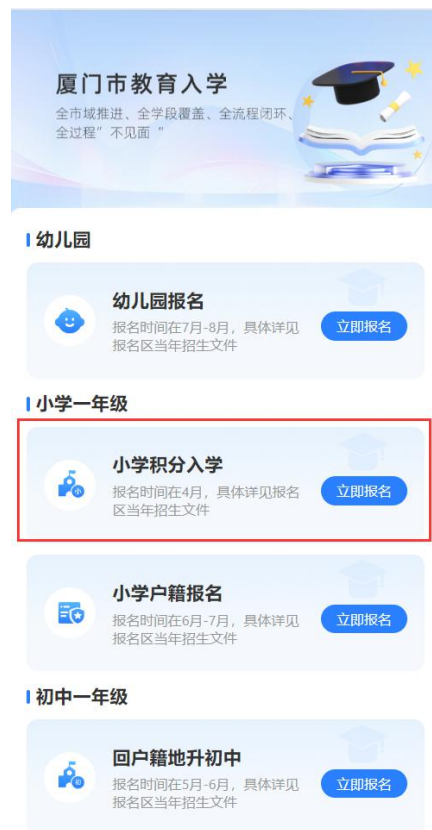 厦门市教育入学
全市域推进、全学段覆盖、全流程闭环、
全过程"不见面"
幼儿园
幼儿园报名
报名时间在7月-8月，具体详见
报名区当年招生文件
立即报名
小学一年级
小学积分入学
报名时间在4月，具体详见报名
区当年招生文件
立即报名
小
小学户籍报名
报名时间在6月-7月，具体详见
报名区当年招生文件
立即报名
初中一年级
回户籍地升初中
报名时间在5月-6月，具体详见
报名区当年招生文件
立即报名
初